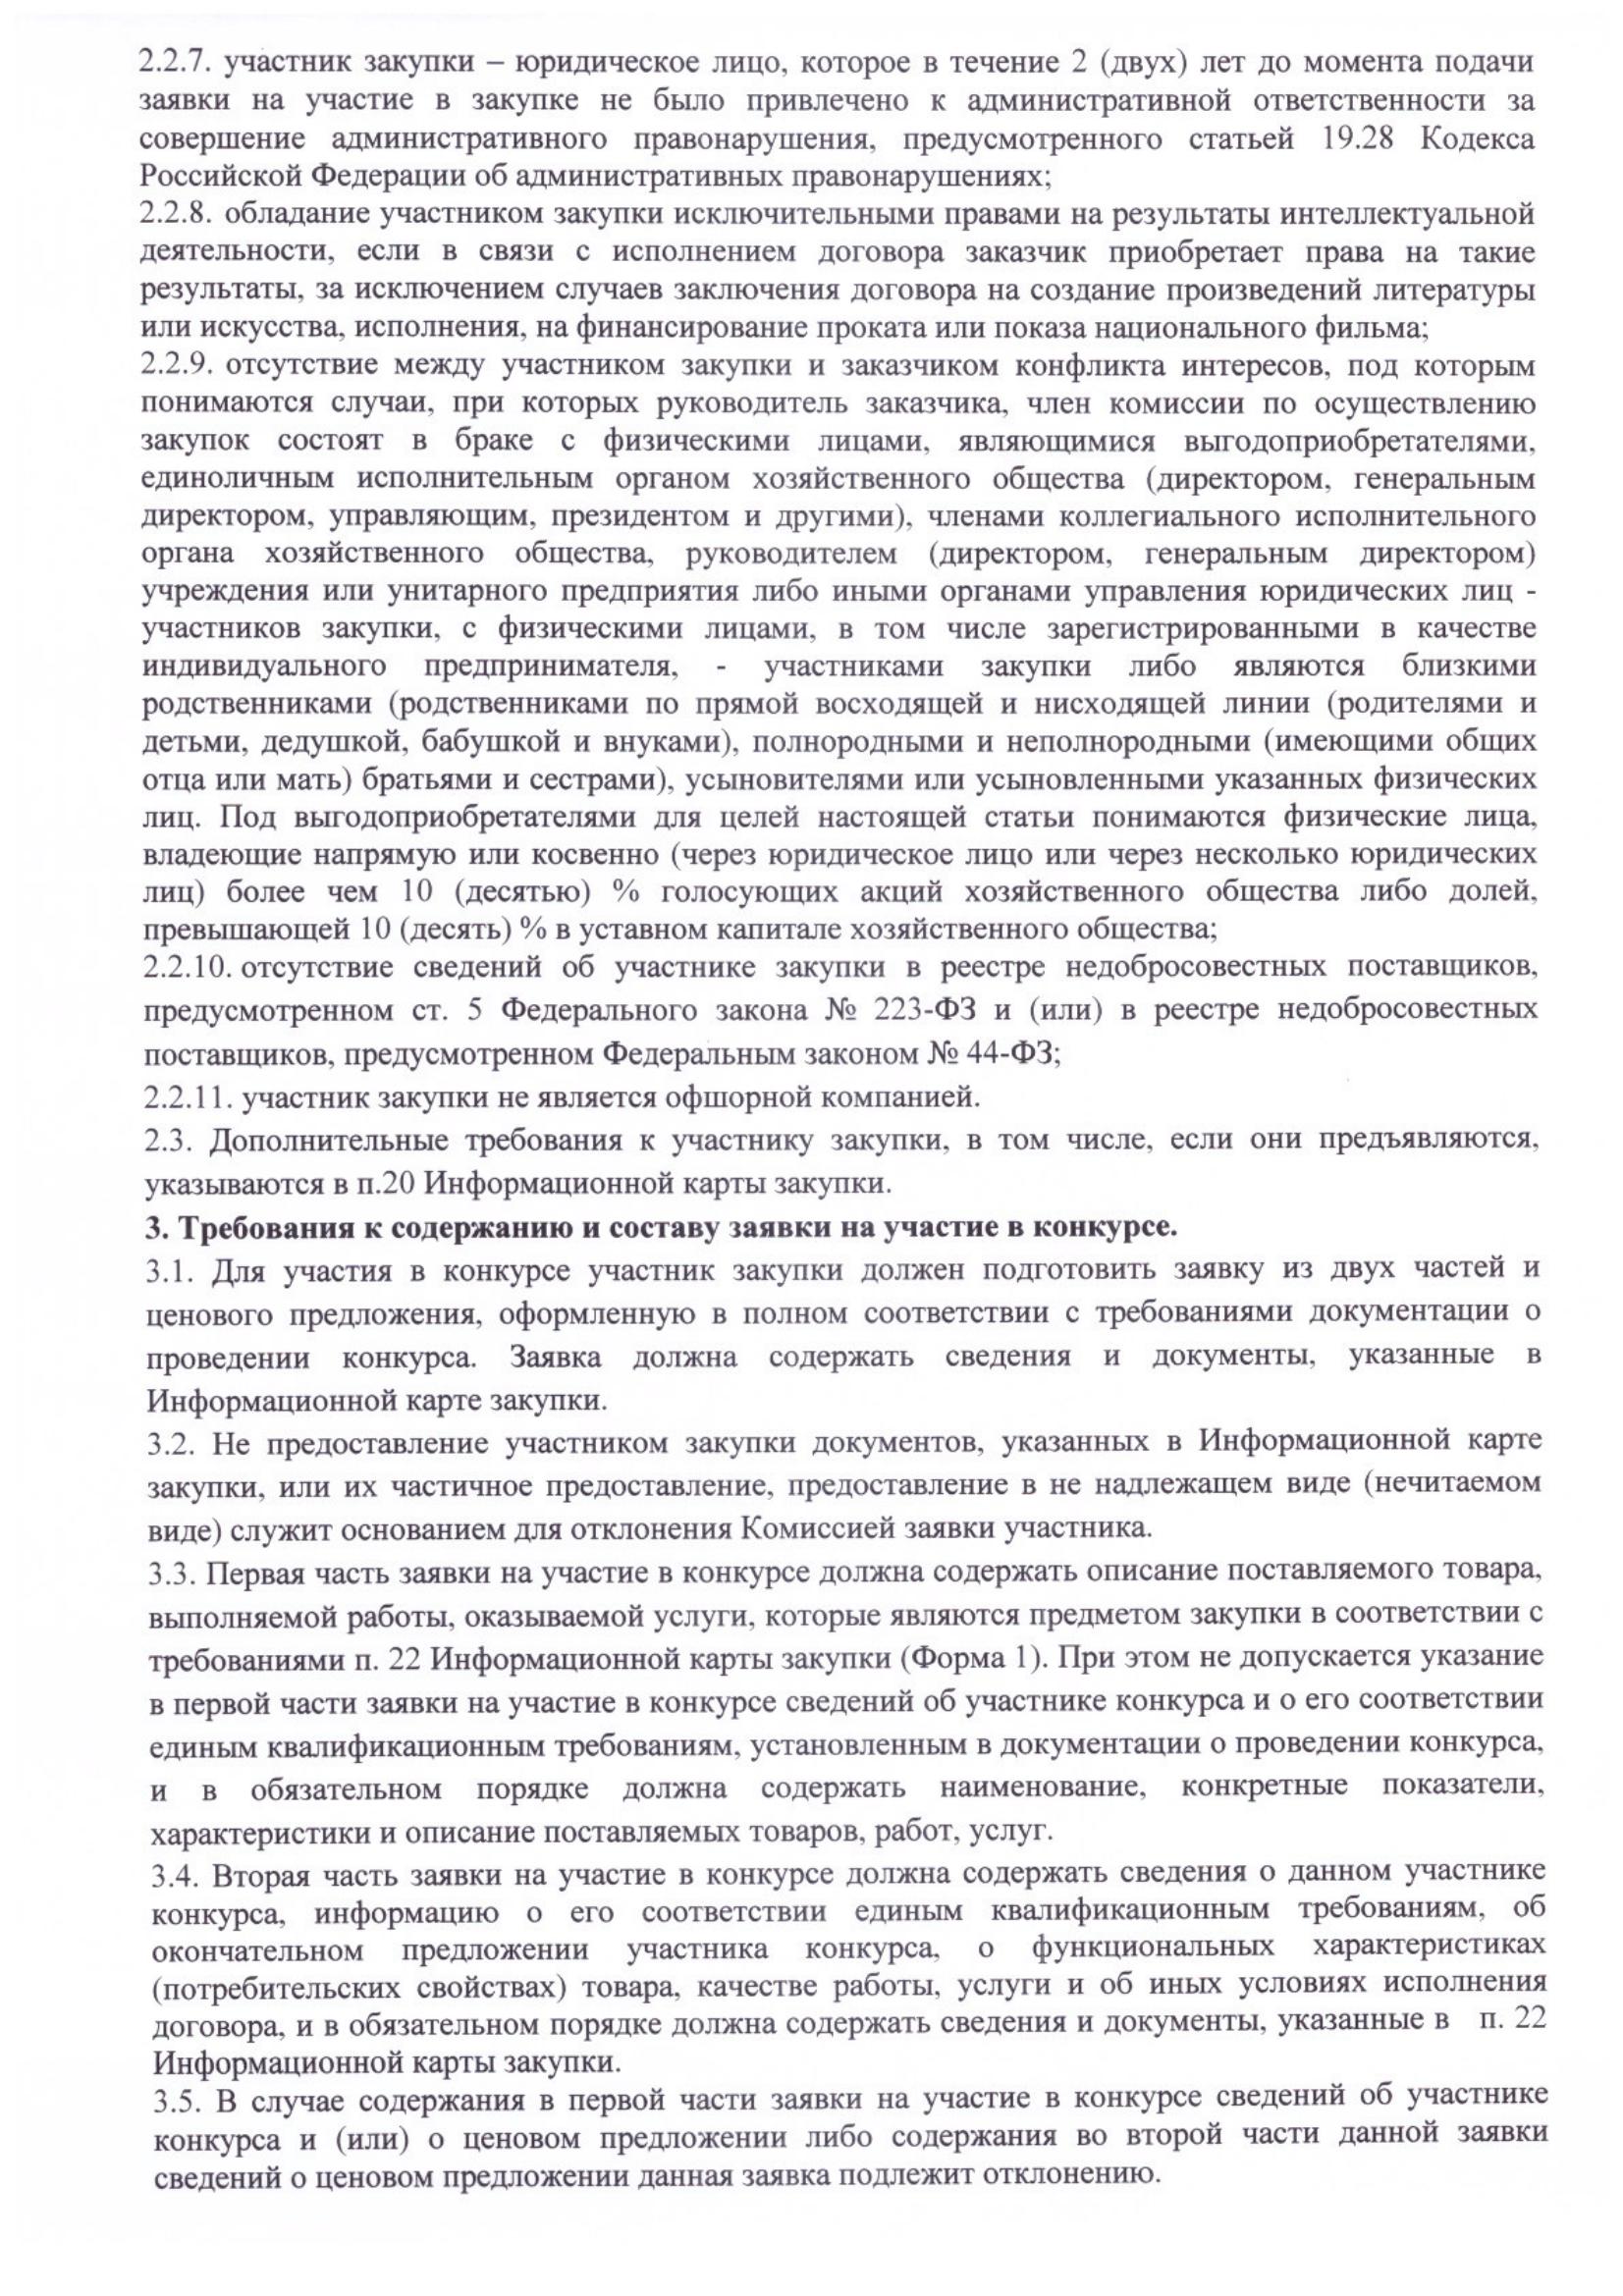 2.2.7. участник закупки – юридическое лицо, которое в течение 2 (двух) лет до момента подачи
заявки на участие в закупке не было привлечено к административной ответственности за
совершение административного правонарушения, предусмотренного статьей 19.28 Кодекса
Российской Федерации об административных правонарушениях;
2.2.8. обладание участником закупки исключительными правами на результаты интеллектуальной
деятельности, если в связи с исполнением договора заказчик приобретает права на такие
результаты, за исключением случаев заключения договора на создание произведений литературы
или искусства, исполнения, на финансирование проката или показа национального фильма;
2.2.9. отсутствие между участником закупки и заказчиком конфликта интересов, под которым
понимаются случаи, при которых руководитель заказчика, член комиссии по осуществлению
закупок состоят в браке с физическими лицами, являющимися выгодоприобретателями,
единоличным исполнительным органом хозяйственного общества (директором, генеральным
директором, управляющим, президентом и другими), членами коллегиального исполнительного
органа хозяйственного общества, руководителем (директором, генеральным директором)
учреждения или унитарного предприятия либо иными органами управления юридических лиц -
участников закупки, с физическими лицами, в том числе зарегистрированными в качестве
индивидуального предпринимателя, - участниками закупки либо являются близкими
родственниками (родственниками по прямой восходящей и нисходящей линии (родителями и
детьми, дедушкой, бабушкой и внуками), полнородными и неполнородными (имеющими общих
отца или мать) братьями и сестрами), усыновителями или усыновленными указанных физических
лиц. Под выгодоприобретателями для целей настоящей статьи понимаются физические лица,
владеющие напрямую или косвенно (через юридическое лицо или через несколько юридических
лиц) более чем 10 (десятью) % голосующих акций хозяйственного общества либо долей,
превышающей 10 (десять) % в уставном капитале хозяйственного общества;
2.2.10. отсутствие сведений об участнике закупки в реестре недобросовестных поставщиков,
предусмотренном ст. 5 Федерального закона № 223-ФЗ и (или) в реестре недобросовестных
поставщиков, предусмотренном Федеральным законом № 44-ФЗ;
2.2.11. участник закупки не является офшорной компанией.
2.3. Дополнительные требования к участнику закупки, в том числе, если они предъявляются,
указываются в п.20 Информационной карты закупки.
3. Требования к содержанию и составу заявки на участие в конкурсе.
3.1. Для участия в конкурсе участник закупки должен подготовить заявку из двух частей и
ценового предложения, оформленную в полном соответствии с требованиями документации о
проведении конкурса. Заявка должна содержать сведения и документы, указанные в
Информационной карте закупки.
3.2. Не предоставление участником закупки документов, указанных в Информационной карте
закупки, или их частичное предоставление, предоставление в не надлежащем виде (нечитаемом
виде) служит основанием для отклонения Комиссией заявки участника.
3.3. Первая часть заявки на участие в конкурсе должна содержать описание поставляемого товара,
выполняемой работы, оказываемой услуги, которые являются предметом закупки в соответствии с
требованиями п. 22 Информационной карты закупки (Форма 1). При этом не допускается указание
в первой части заявки на участие в конкурсе сведений об участнике конкурса и о его соответствии
единым квалификационным требованиям, установленным в документации о проведении конкурса,
и в обязательном порядке должна содержать наименование, конкретные показатели,
характеристики и описание поставляемых товаров, работ, услуг.
3.4. Вторая часть заявки на участие в конкурсе должна содержать сведения о данном участнике
конкурса, информацию о его соответствии единым квалификационным требованиям, об
окончательном предложении участника конкурса, о функциональных характеристиках
(потребительских свойствах) товара, качестве работы, услуги и об иных условиях исполнения
договора, и в обязательном порядке должна содержать сведения и документы, указанные в п. 22
Информационной карты закупки.
3.5. В случае содержания в первой части заявки на участие в конкурсе сведений об участнике
конкурса и (или) о ценовом предложении либо содержания во второй части данной заявки
сведений о ценовом предложении данная заявка подлежит отклонению.